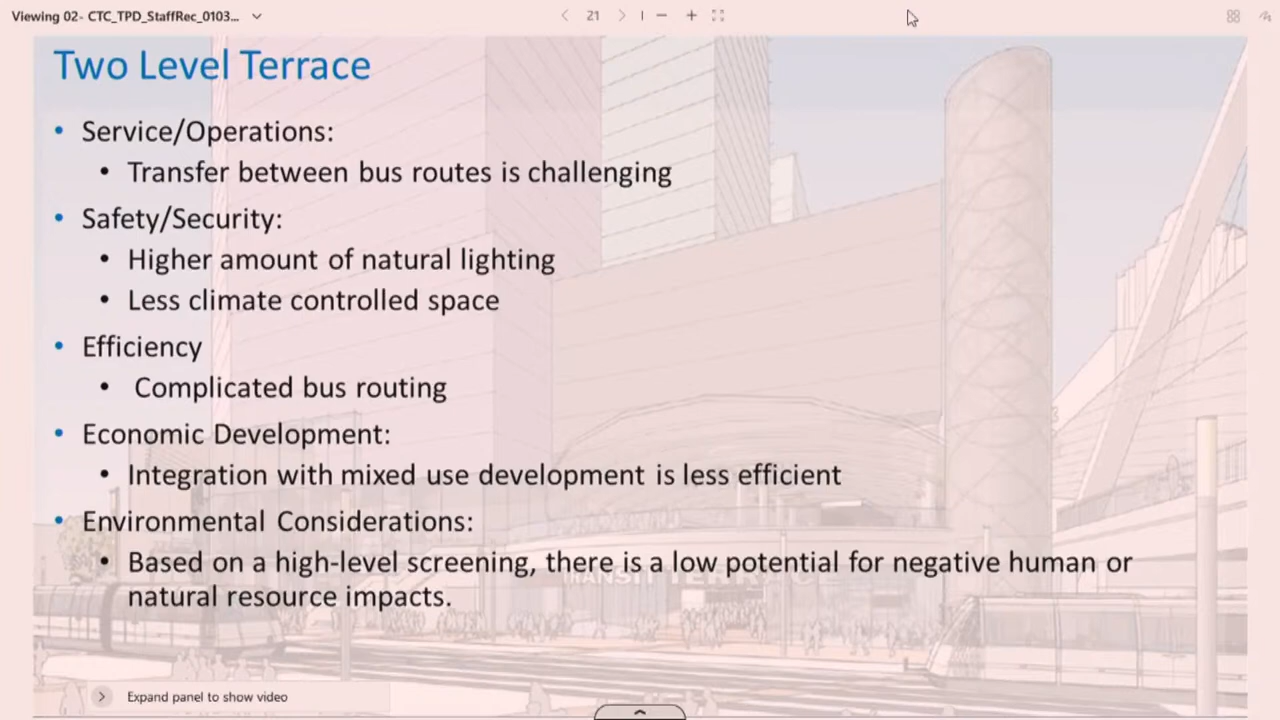 Viewing 02- CTC_TPD_StaffRec_0103...
21
Two Level Terrace
• Service/Operations:
• Transfer between bus routes is challenging
• Safety/Security:
• Higher amount of natural lighting
• Less climate controlled space
• Efficiency
• Complicated bus routing
• Economic Development:
• Integration with mixed use development is less efficient
• Environmental Considerations:
• Based on a high-level screening, there is a low potential for negative human or
natural resource impacts.
TRANSIT TERRACE
Expand panel to show video